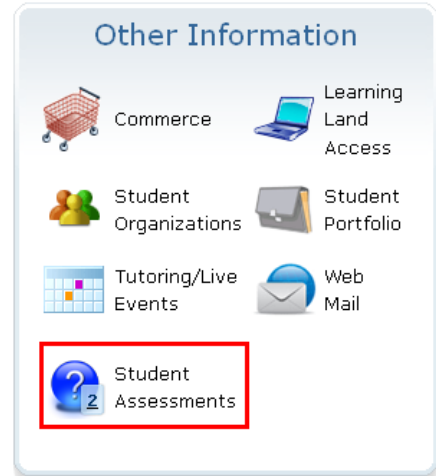 Other Information
Commerce
Learning
Land
Access
Student
Organizations
Student
Portfolio
Tutoring/Live
Events
Web
Mail
?
2
Student
Assessments